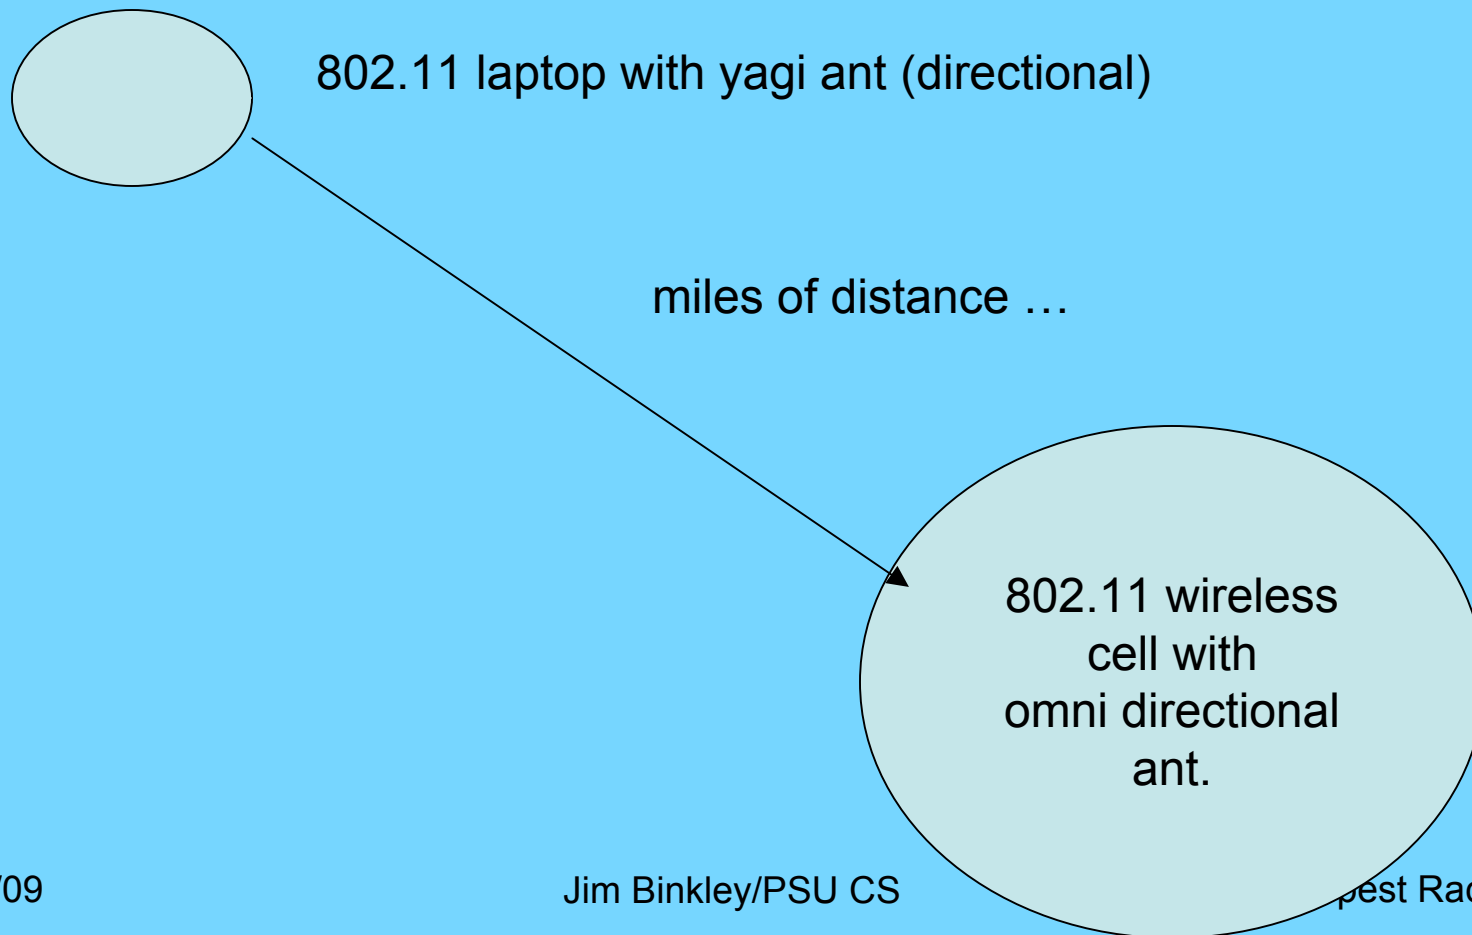 802.11 laptop with yagi ant (directional)
miles of distance …
802.11 wireless
cell with
omni directional
ant.
/09
Jim Binkley/PSU CS